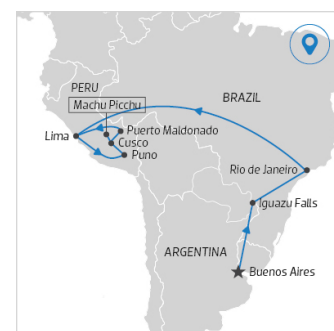 PERU
Machu Picchu
BRAZIL
Puerto Maldonado
Lima
Cusco
Puno
Rio de Janeiro
Iguazu Falls
ARGENTINA
Buenos Aires